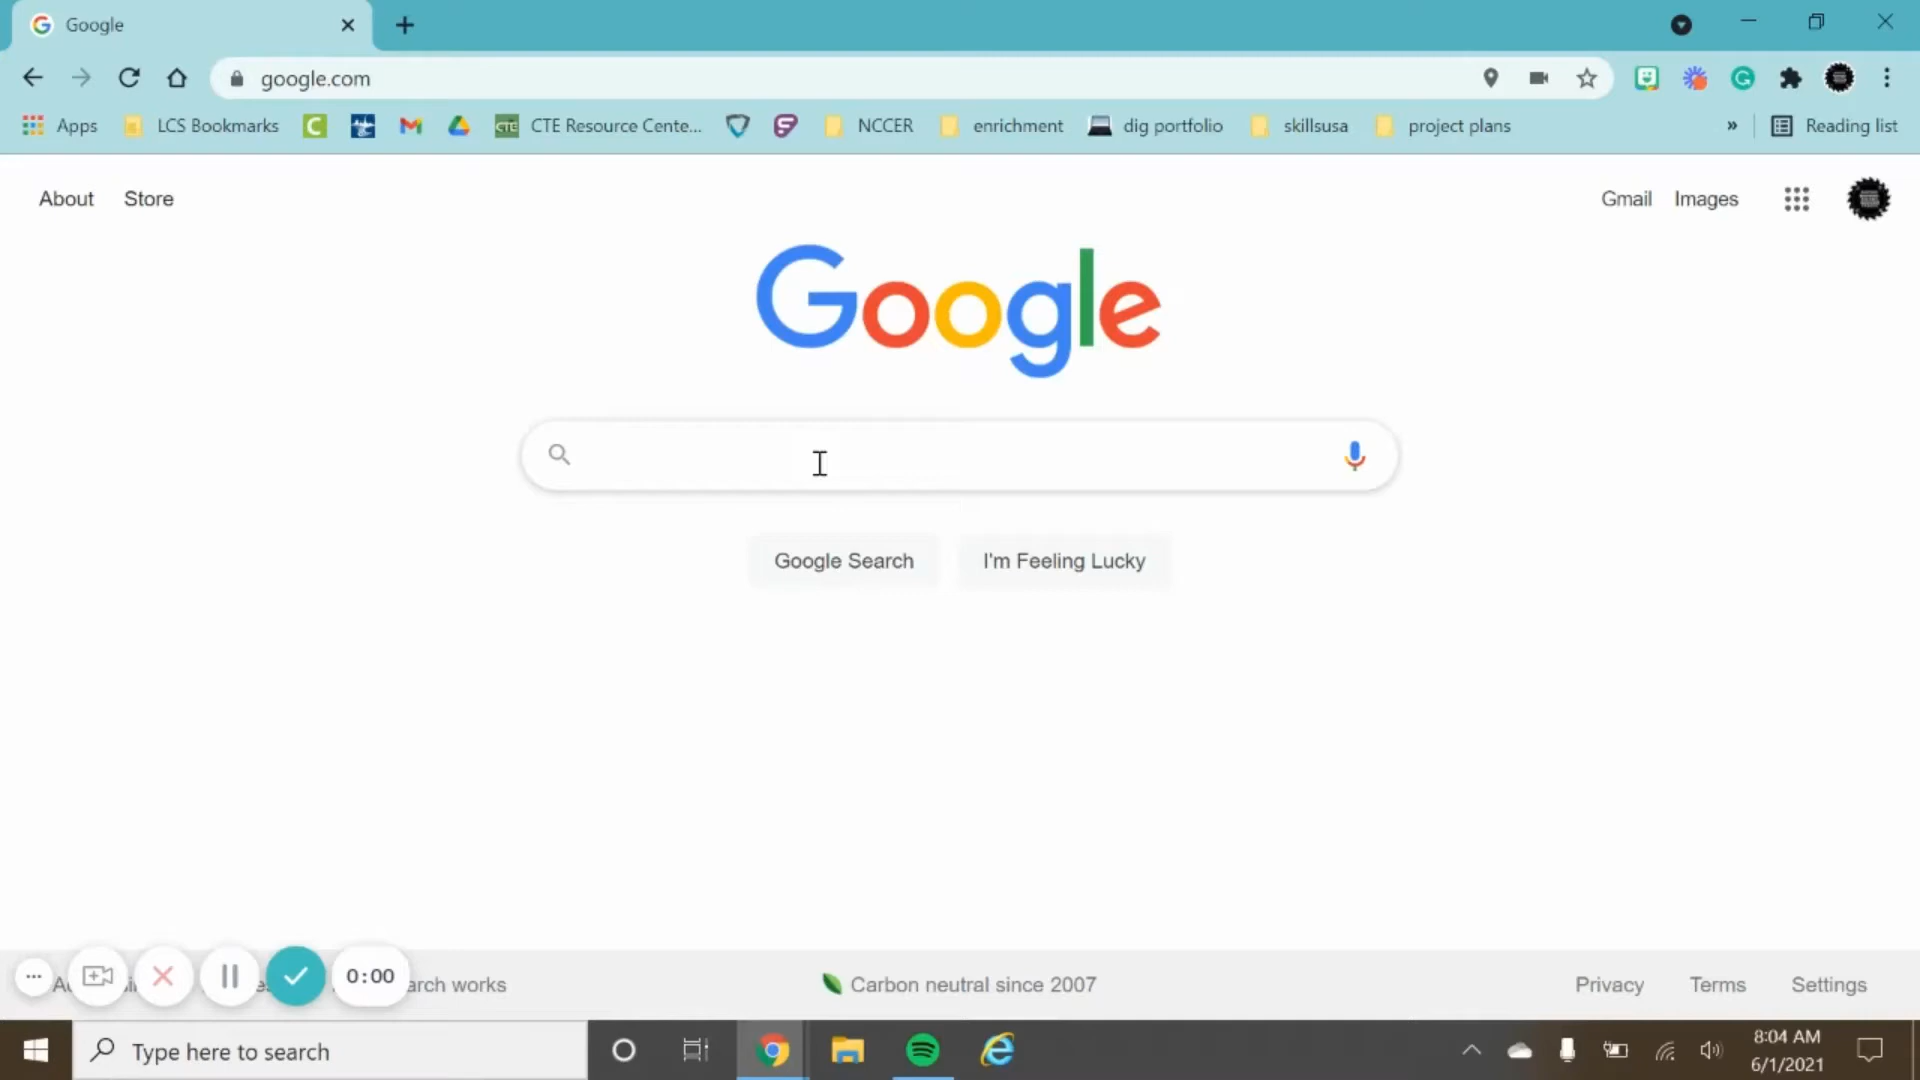 Google
google.com
Apps LCS Bookmarks CTE CTE Resource Cente... NCCER enrichment dig portfolio skillsusa project plans » Reading list
About Store Gmail Images
Google
Google Search I'm Feeling Lucky
0:00 arch works Carbon neutral since 2007 Privacy Terms Settings
Type here to search 8:04 AM
6/1/2021